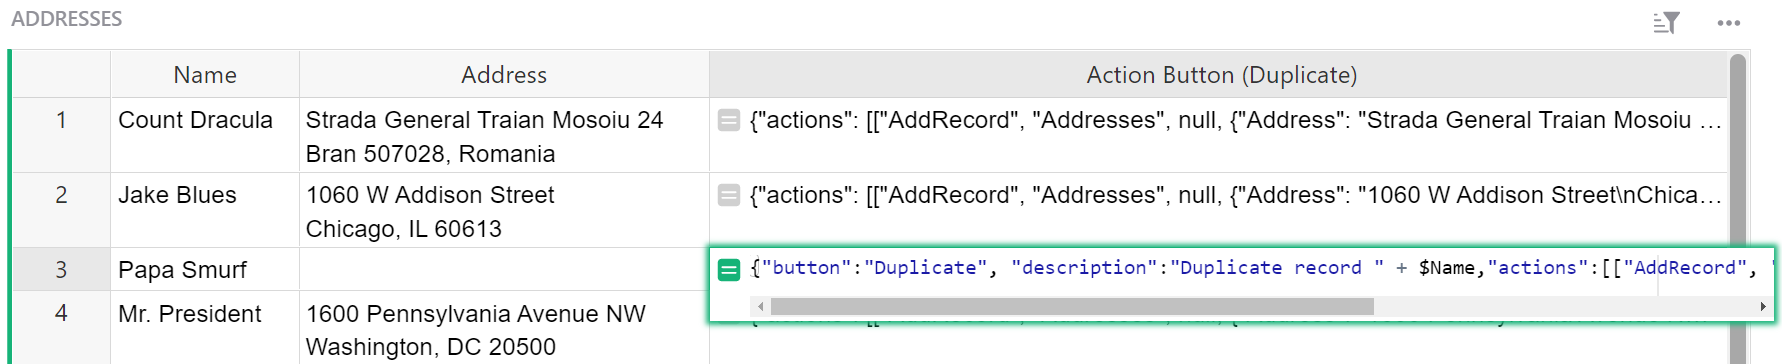 ADDRESSES
Name Address Action Button (Duplicate)
1 Count Dracula Strada General Traian Mosoiu 24 {"actions": [["AddRecord", "Addresses", null, {"Address": "Strada General Traian Mosoiu ...
Bran 507028, Romania
2 Jake Blues 1060 W Addison Street {"actions": [["AddRecord", "Addresses", null, {"Address": "1060 W Addison Street\nChica...
Chicago, IL 60613
3 Papa Smurf {"button":"Duplicate", "description":"Duplicate record " + $Name,"actions":[["AddRecord", "
4 Mr. President 1600 Pennsylvania Avenue NW
Washington, DC 20500